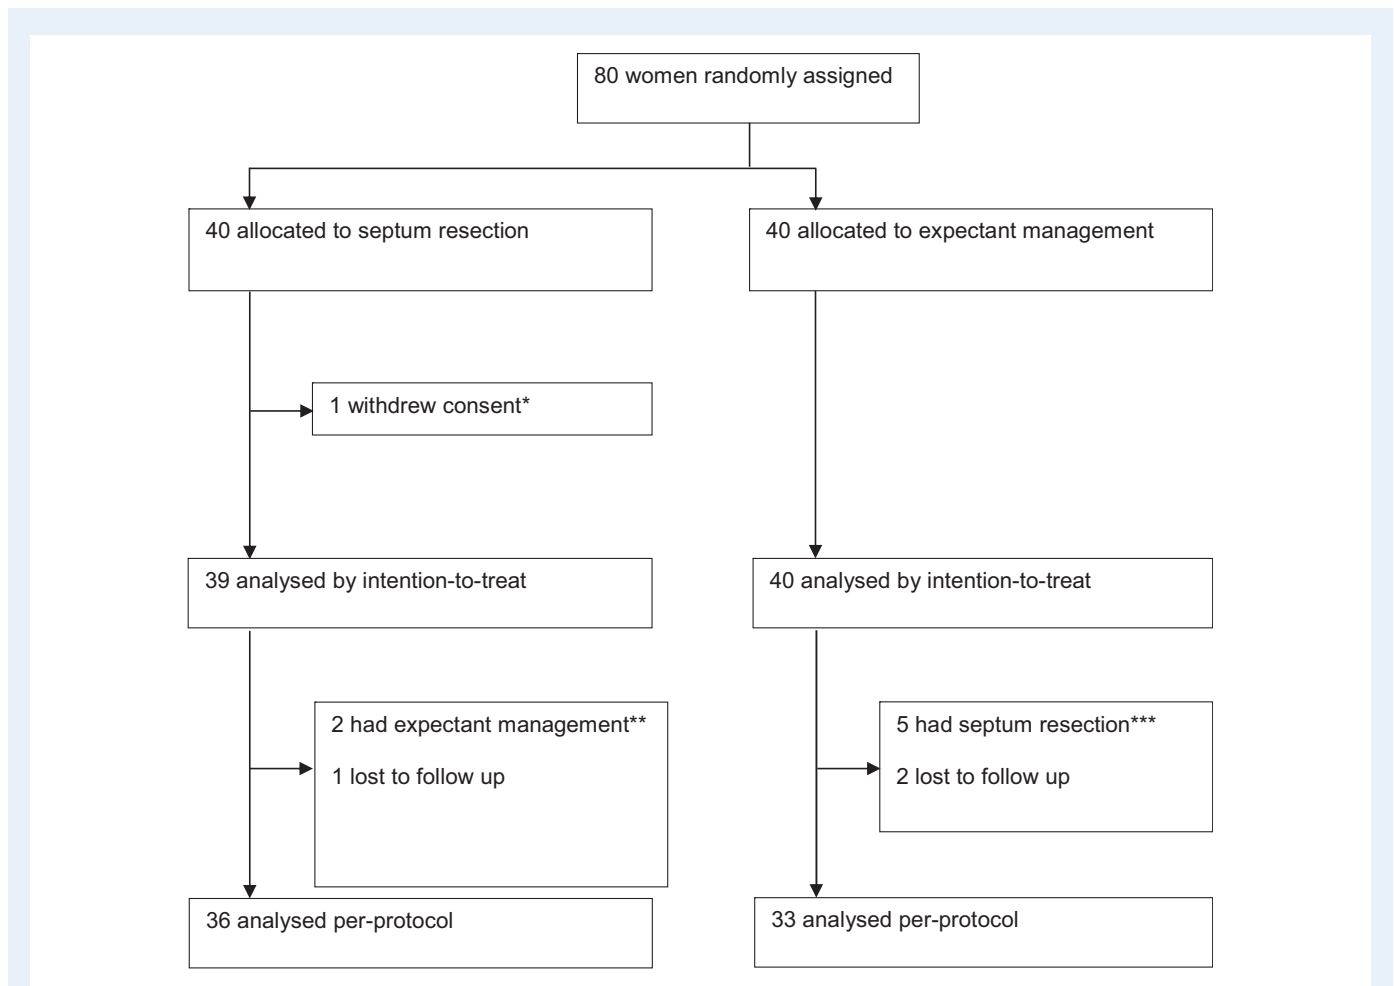 80 women randomly assigned
40 allocated to septum resection
40 allocated to expectant management
1 withdrew consent*
39 analysed by intention-to-treat
40 analysed by intention-to-treat
2 had expectant management**
1 lost to follow up
5 had septum resection***
2 lost to follow up
36 analysed per-protocol
33 analysed per-protocol